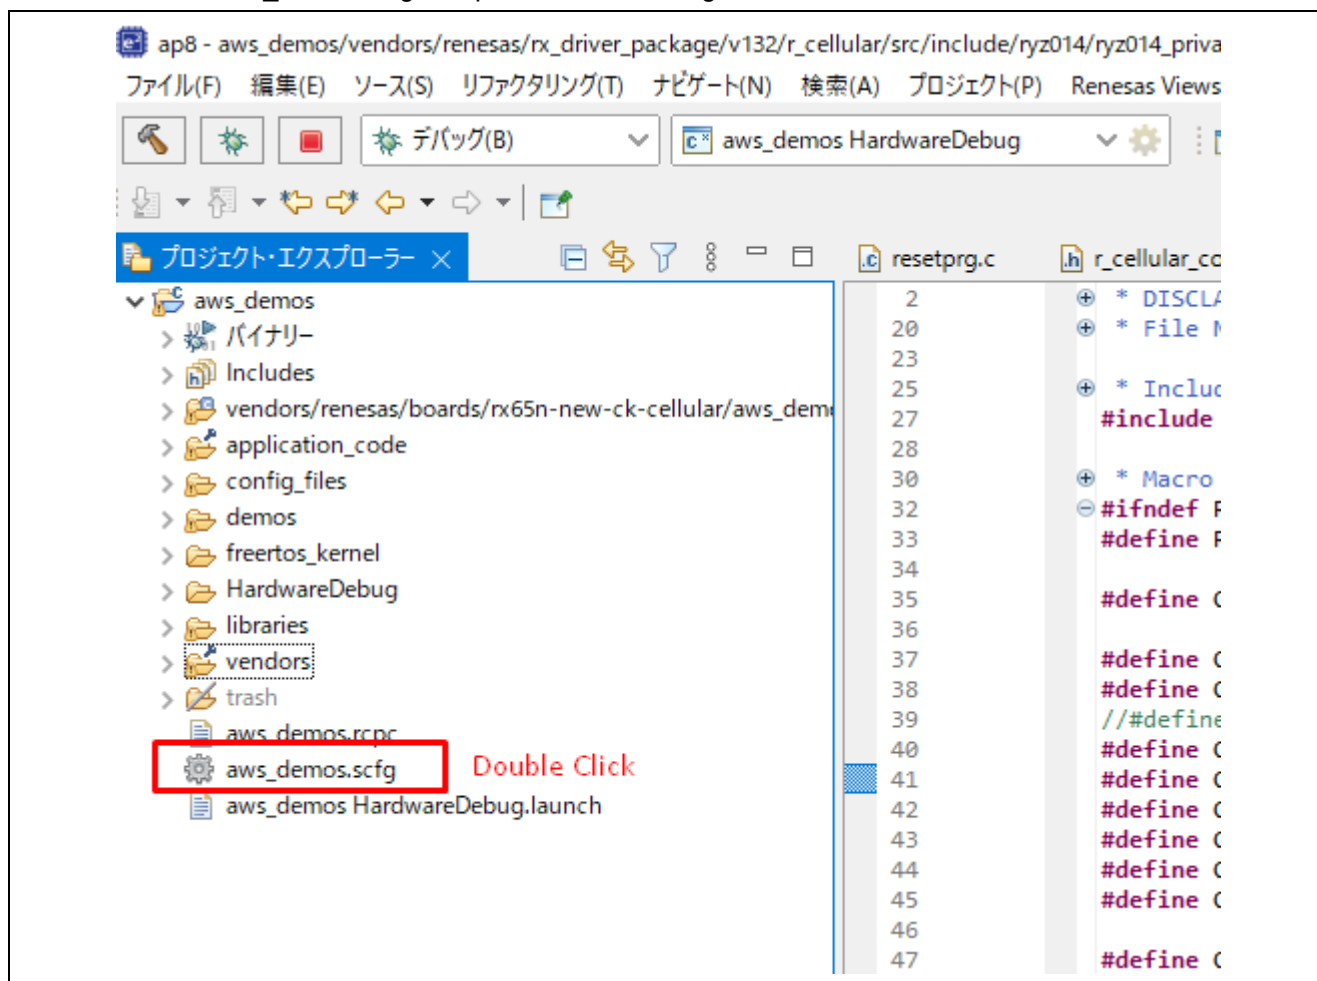 ap8 - aws_demos/vendors/renesas/rx_driver_package/v132/r_cellular/src/include/ryz014/ryz014_priva
ファイル(F) 編集(E) ソース(S) リファクタリング(T) ナビゲート(N) 検索(A) プロジェクト(P) Renesas Views
デバッグ(B) aws_demos HardwareDebug
プロジェクト・エクスプローラー
resetprg.c r_cellular_co
aws_demos
バイナリー
Includes
vendors/renesas/boards/rx65n-new-ck-cellular/aws_dem
application_code
config_files
demos
freertos_kernel
HardwareDebug
libraries
vendors
trash
aws_demos.rcpc
aws_demos.scfg Double Click
aws_demos HardwareDebug.launch
2 * DISCLA
20 * File
23
25 * Includ
27 #include
28
30 * Macro
32 #ifndef
33 #define
34
35 #define
36
37 #define
38 #define
39 //#define
40 #define
41 #define
42 #define
43 #define
44 #define
45 #define
46
47 #define